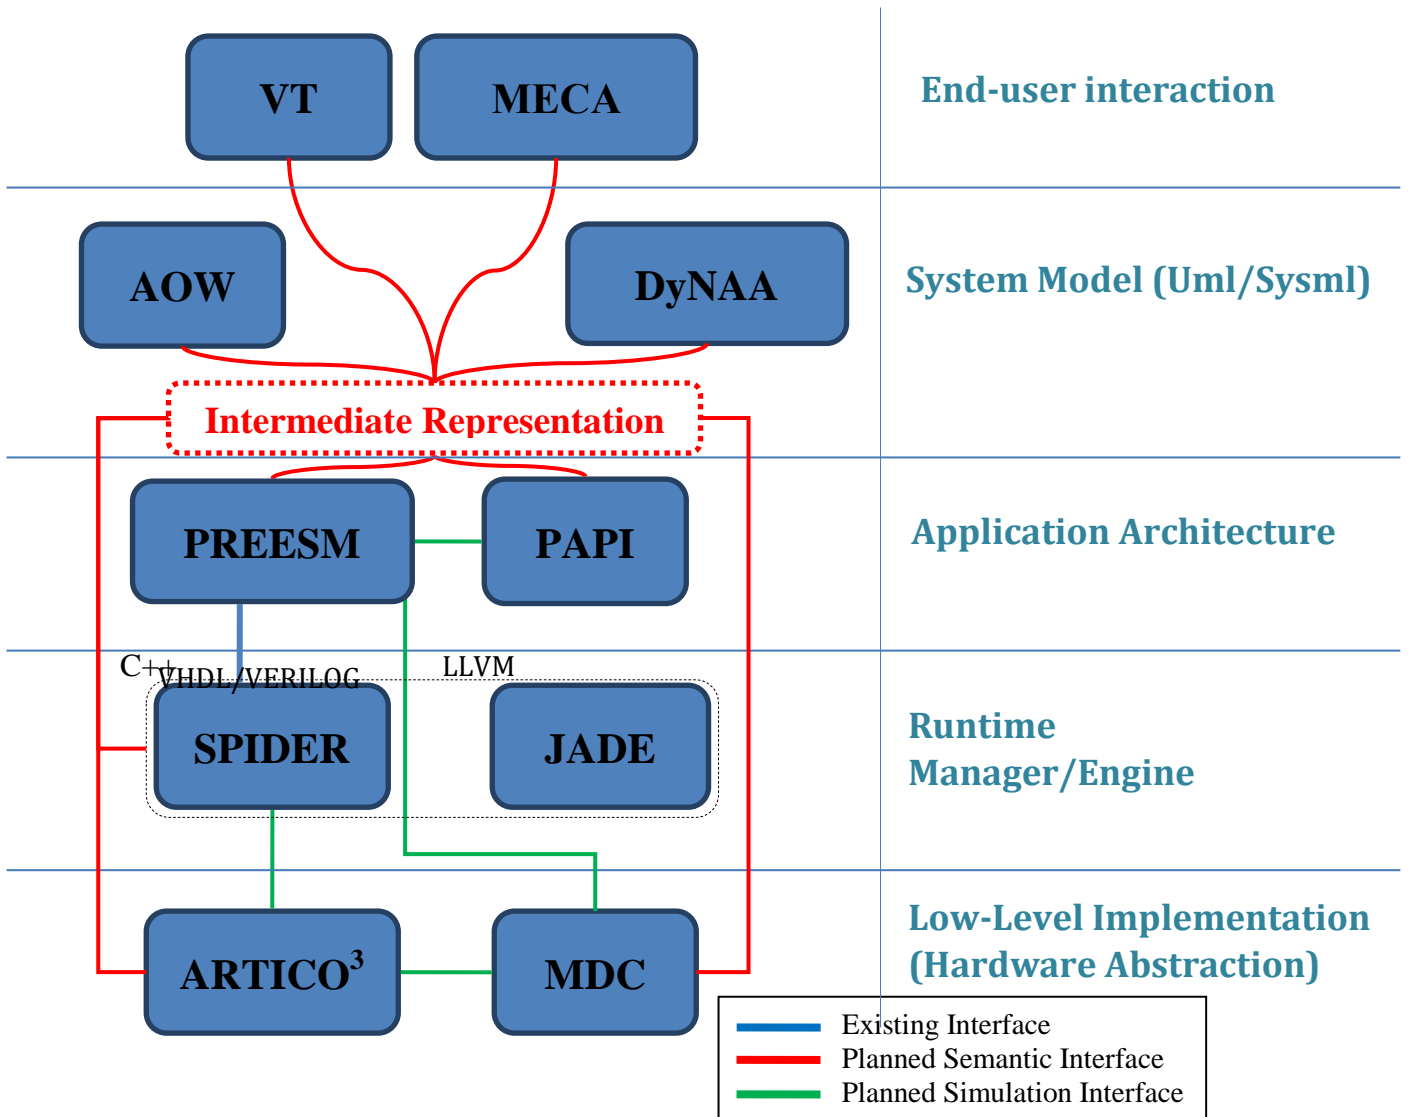 VT
MECA
End-user interaction
AOW
DyNAA
System Model (Uml/Sysml)
Intermediate Representation
PREESM
PAPI
Application Architecture
C++
VHDL/VERILOG
LLVM
SPIDER
JADE
Runtime
Manager/Engine
ARTICO³
MDC
Low-Level Implementation
(Hardware Abstraction)
Existing Interface
Planned Semantic Interface
Planned Simulation Interface